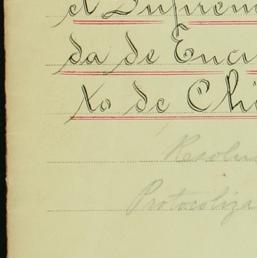 el Suprem
da de Enca
to de Chi
Resolu
Protocoliza